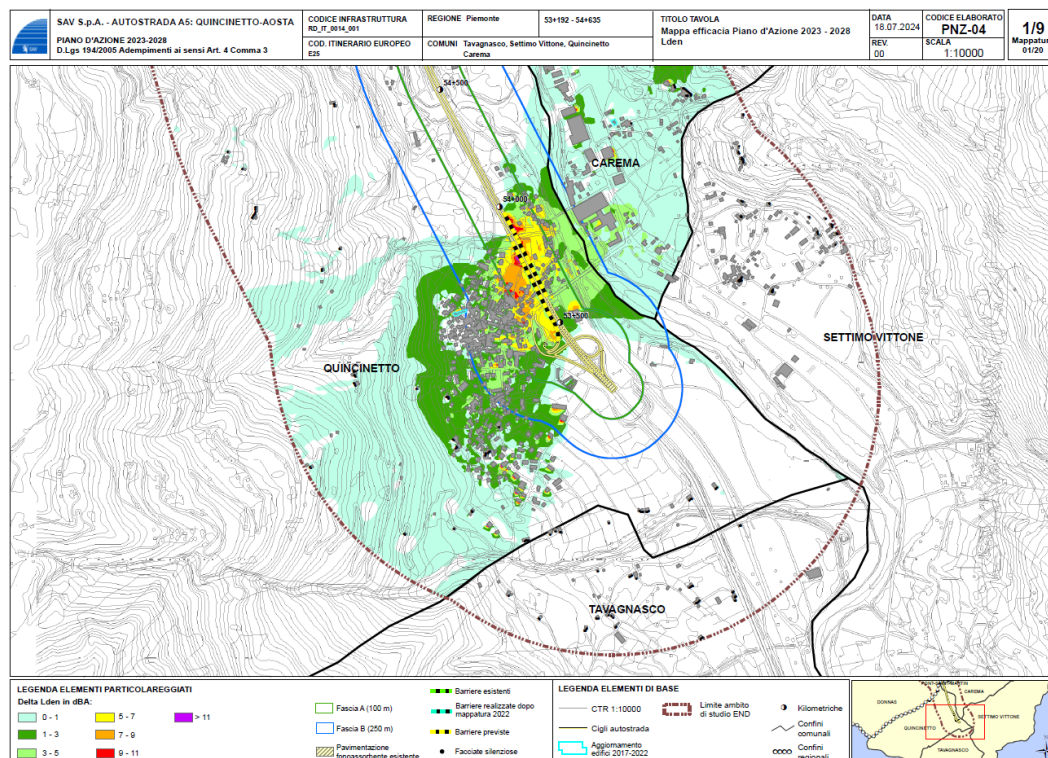 SAV S.p.A. - AUTOSTRADA A5: QUINCINETTO-AOSTA
PIANO D'AZIONE 2023-2028
D.Lgs 194/2005 Adempimenti ai sensi Art. 4 Comma 3
CODICE INFRASTRUTTURA
RD_IT_0014_001
COD. ITINERARIO EUROPEO
E25
REGIONE Piemonte
53+192 - 54+635
COMUNI Tavagnasco, Settimo Vittone, Quincinetto
Carema
TITOLO TAVOLA
Mappa efficacia Piano d'Azione 2023 - 2028
Lden
DATA
18.07.2024
REV.
00
CODICE ELABORATO
PNZ-04
SCALA
1:10000
1/9
Mappatura
01/20
54+500
CAREMA
54+000
53+500
SETTIMO VITTONE
QUINCINETTO
TAVAGNASCO
LEGENDA ELEMENTI PARTICOLAREGGIATI
Delta Lden in dBA:
0 - 1
1 - 3
3 - 5
5 - 7
7 - 9
9 - 11
> 11
Fascia A (100 m)
Fascia B (250 m)
Pavimentazione
fonoassorbente esistente
Barriere esistenti
Barriere realizzate dopo
mappatura 2022
Barriere previste
Facciate silenziose
LEGENDA ELEMENTI DI BASE
CTR 1:10000
Cigli autostrada
Aggiornamento
edifici 2017-2022
Limite ambito
di studio END
Kilometriche
Confini
comunali
Confini
regionali
PONT-SAINT-MARTIN
CAREMA
DONNAS
SETTIMO VITTONE
QUINCINETTO
TAVAGNASCO